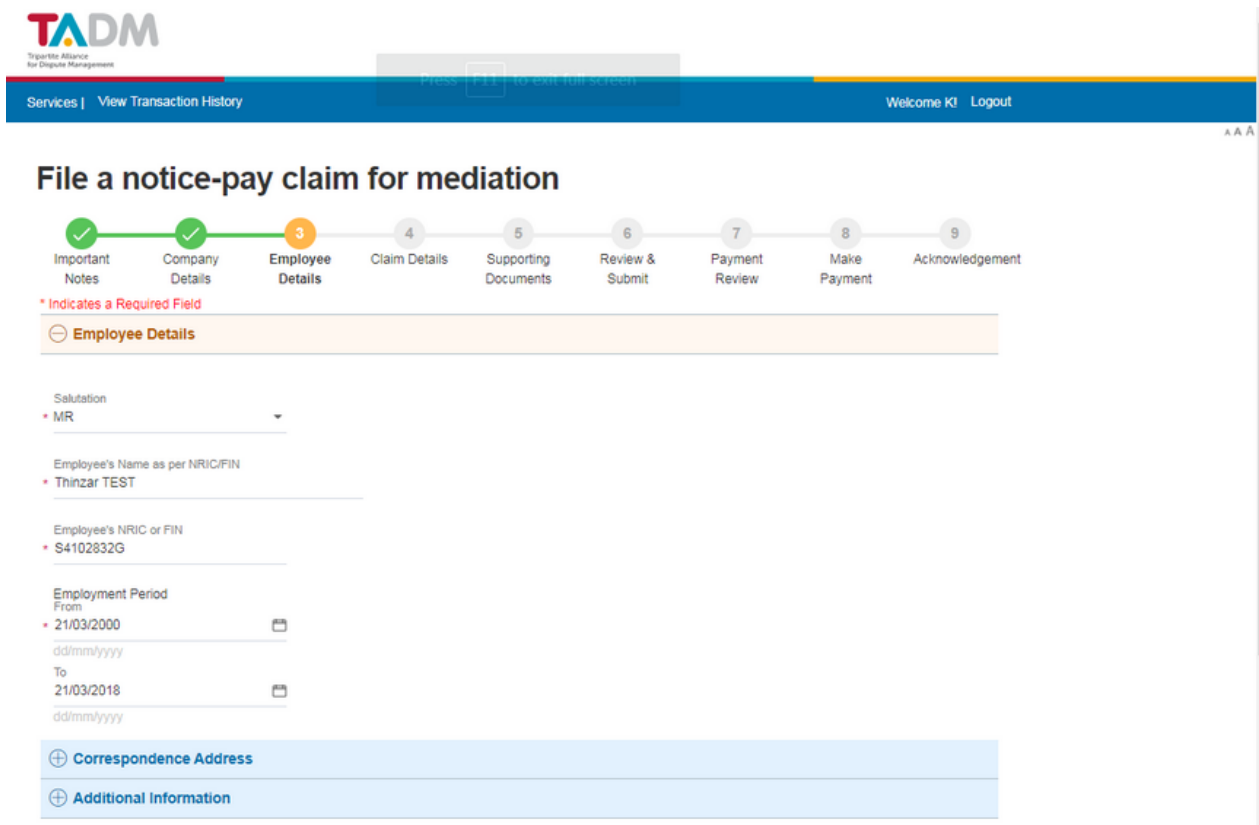 TADM
Tripartite Alliance
for Dispute Management
Press F11 to exit full screen
Services | View Transaction History Welcome K! Logout
A A A
File a notice-pay claim for mediation
3 4 5 6 7 8 9
Important Notes Company Details Employee Details Claim Details Supporting Documents Review & Submit Payment Review Make Payment Acknowledgement
* Indicates a Required Field
Employee Details
Salutation
* MR
Employee's Name as per NRIC/FIN
* Thinzar TEST
Employee's NRIC or FIN
* S4102832G
Employment Period
From
* 21/03/2000
dd/mm/yyyy
To
21/03/2018
dd/mm/yyyy
Correspondence Address
Additional Information